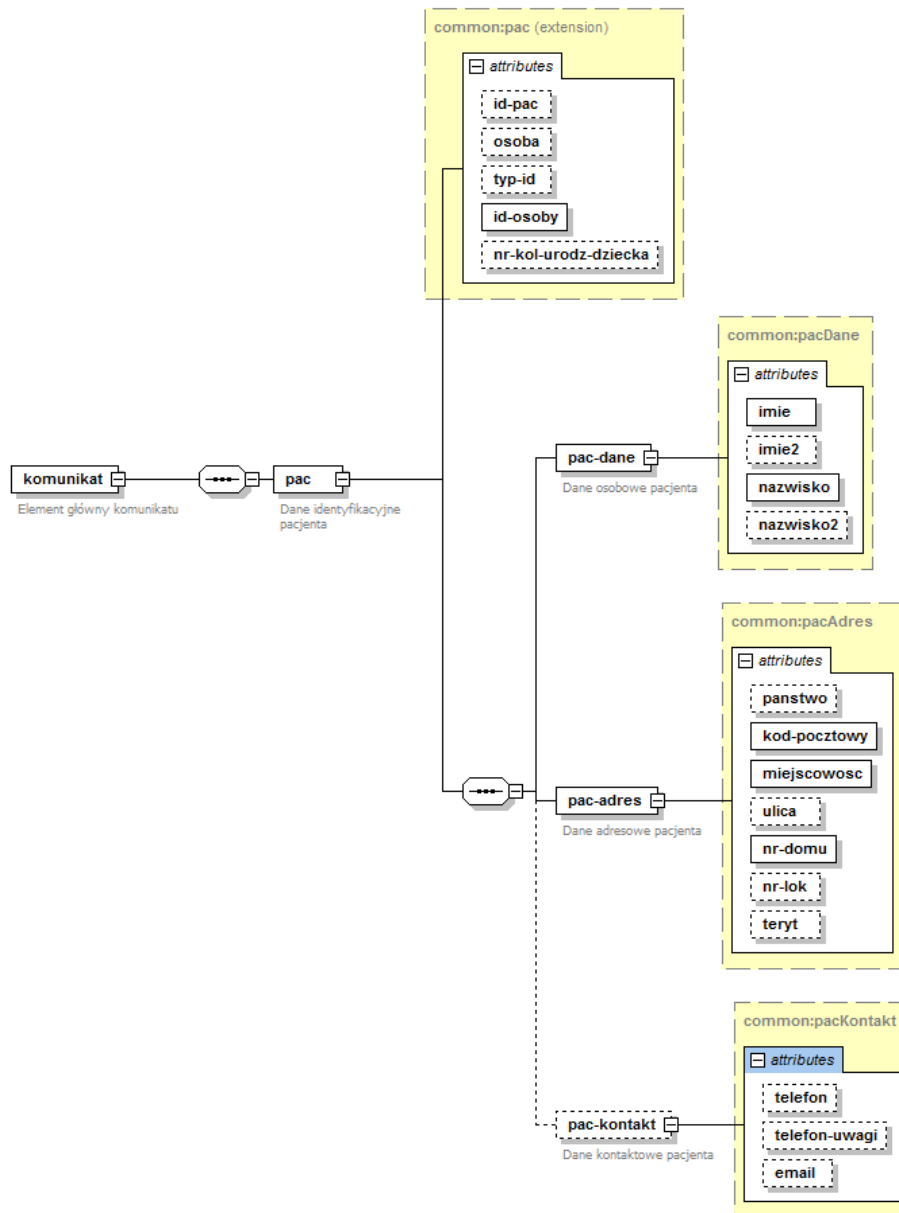 common:pac (extension)
attributes
id-pac
osoba
typ-id
id-osoby
nr-kol-urodz-dziecka
komunikat
Element główny komunikatu
pac
Dane identyfikacyjne
pacjenta
pac-dane
Dane osobowe pacjenta
common:pacDane
attributes
imie
imie2
nazwisko
nazwisko2
pac-adres
Dane adresowe pacjenta
common:pacAdres
attributes
panstwo
kod-pocztowy
miejscowosc
ulica
nr-domu
nr-lok
teryt
pac-kontakt
Dane kontaktowe pacjenta
common:pacKontakt
attributes
telefon
telefon-uwagi
email